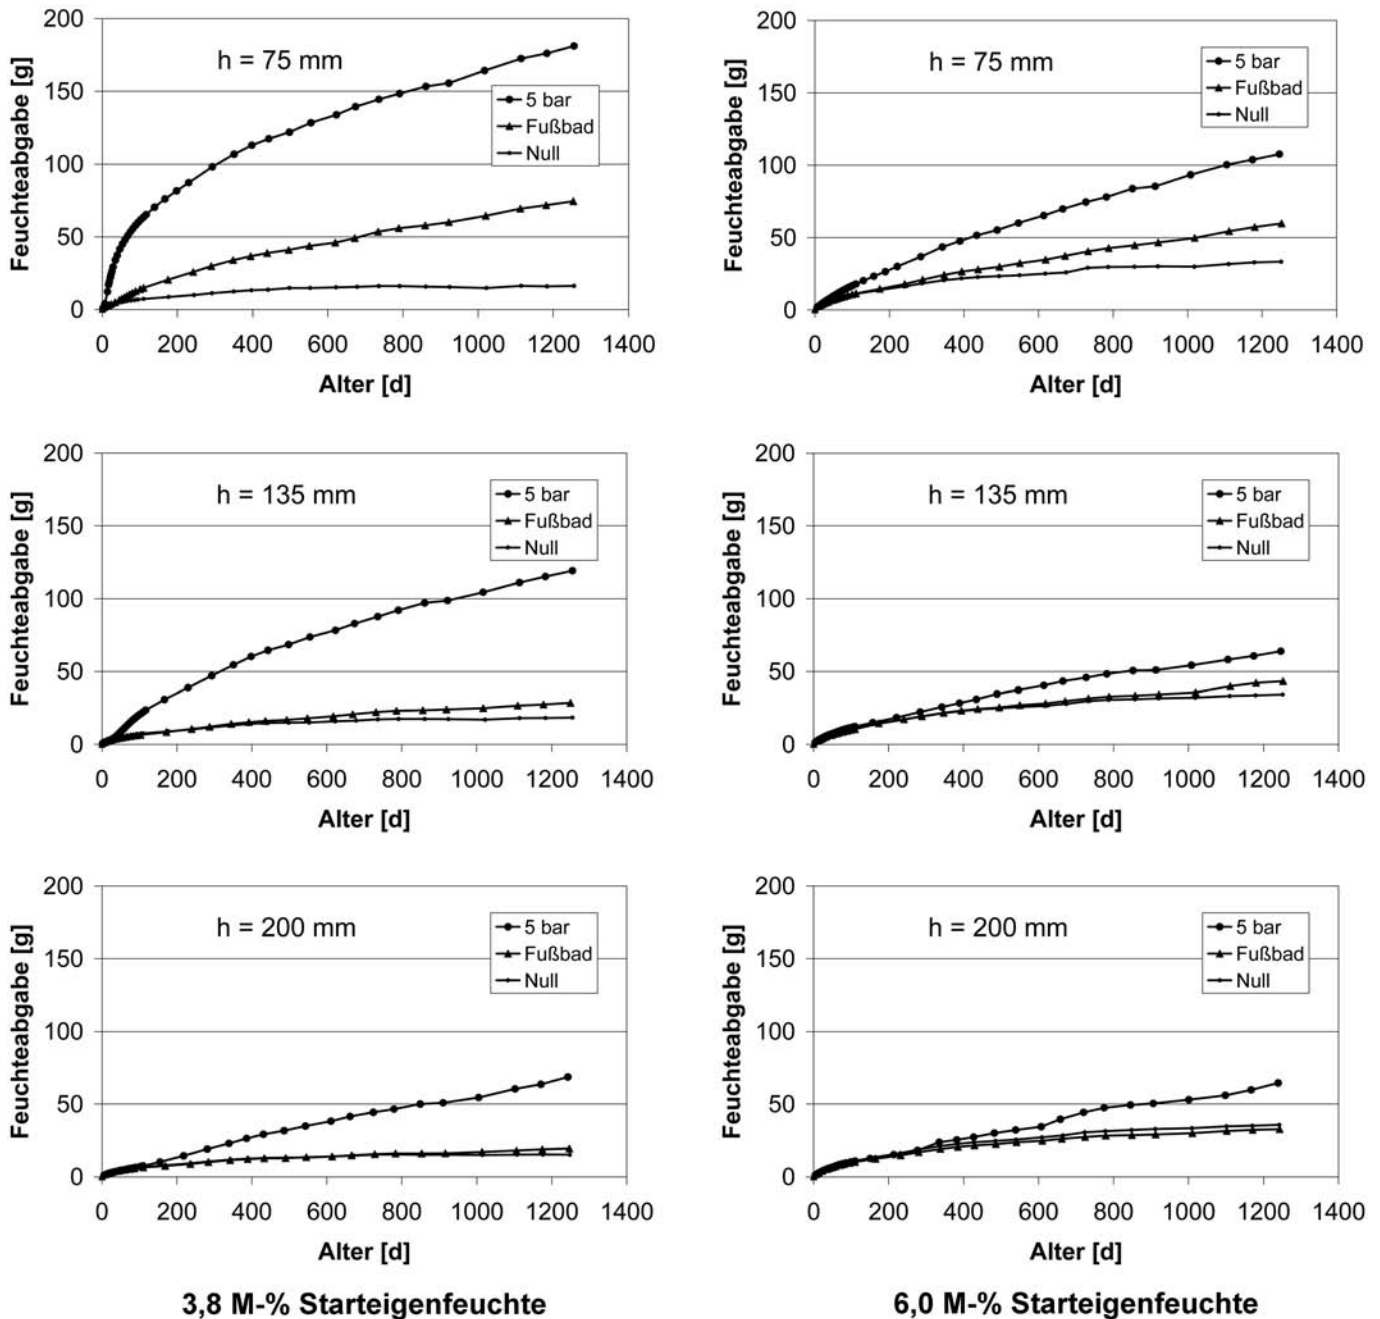 200
150
100
50
0
Feuchteabgabe [g]
h = 75 mm
5 bar
Fußbad
Null
0 200 400 600 800 1000 1200 1400
Alter [d]
200
150
100
50
0
Feuchteabgabe [g]
h = 75 mm
5 bar
Fußbad
Null
0 200 400 600 800 1000 1200 1400
Alter [d]
200
150
100
50
0
Feuchteabgabe [g]
h = 135 mm
5 bar
Fußbad
Null
0 200 400 600 800 1000 1200 1400
Alter [d]
200
150
100
50
0
Feuchteabgabe [g]
h = 135 mm
5 bar
Fußbad
Null
0 200 400 600 800 1000 1200 1400
Alter [d]
200
150
100
50
0
Feuchteabgabe [g]
h = 200 mm
5 bar
Fußbad
Null
0 200 400 600 800 1000 1200 1400
Alter [d]
200
150
100
50
0
Feuchteabgabe [g]
h = 200 mm
5 bar
Fußbad
Null
0 200 400 600 800 1000 1200 1400
Alter [d]
3,8 M-% Starteigenfeuchte
6,0 M-% Starteigenfeuchte